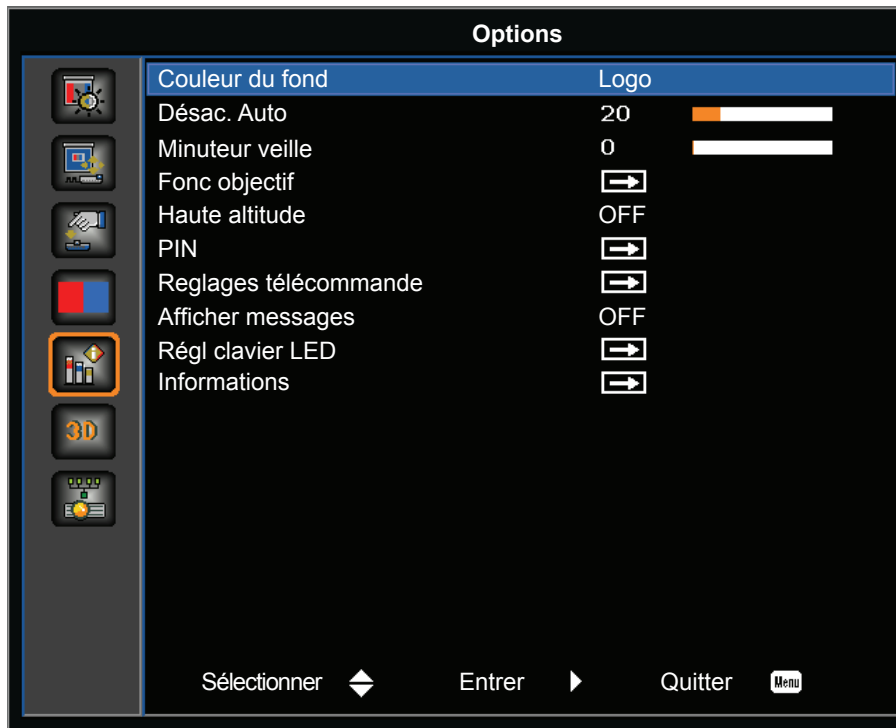 Options
Couleur du fond Logo
Désac. Auto 20
Minuteur veille 0
Fonc objectif
Haute altitude OFF
PIN
Reglages télécommande
Afficher messages OFF
Régl clavier LED
Informations
3D
Sélectionner Entrer Quitter Menu